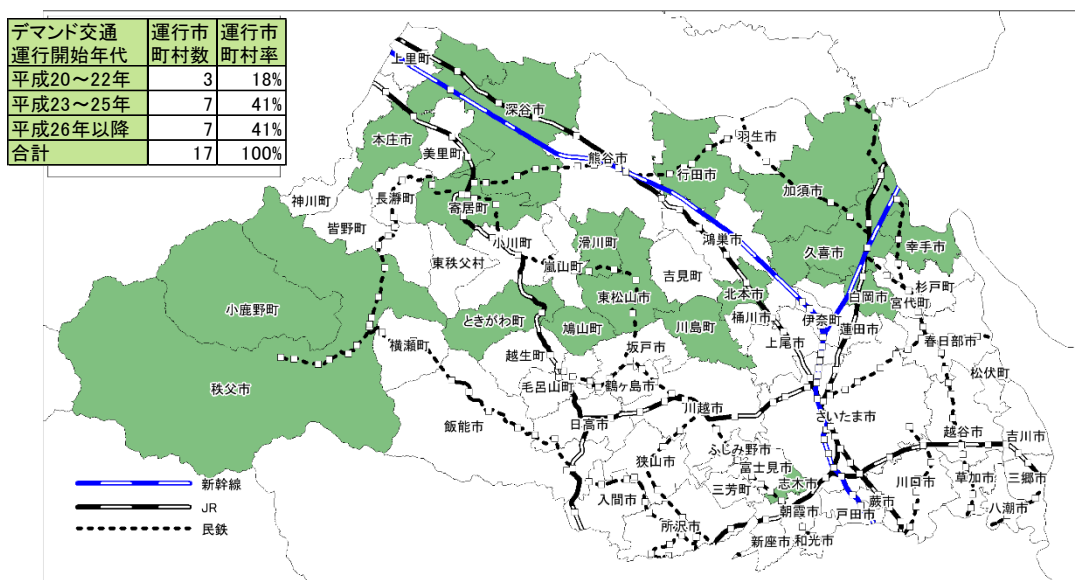 デマンド交通 運行市 運行市
運行開始年代 町村数 町村率
平成20～22年 3 18%
平成23～25年 7 41%
平成26年以降 7 41%
合計 17 100%
上里町
深谷市
本庄市
美里町
熊谷市
羽生市
行田市
加須市
神川町
長瀞町
寄居町
皆野町
小川町
滑川町
鴻巣市
久喜市
幸手市
東秩父村
嵐山町
吉見町
小鹿野町
東松山市
北本市
白岡市
杉戸町
宮代町
ときがわ町
鳩山町
川島町
桶川市
伊奈町
蓮田市
横瀬町
越生町
坂戸市
上尾市
春日部市
秩父市
毛呂山町
鶴ヶ島市
松伏町
飯能市
日高市
川越市
さいたま市
越谷市
吉川市
狭山市
ふじみ野市
富士見市
三芳町
志木市
川口市
草加市
三郷市
入間市
朝霞市
戸田市
蕨市
八潮市
所沢市
新座市
和光市
新幹線
JR
民鉄